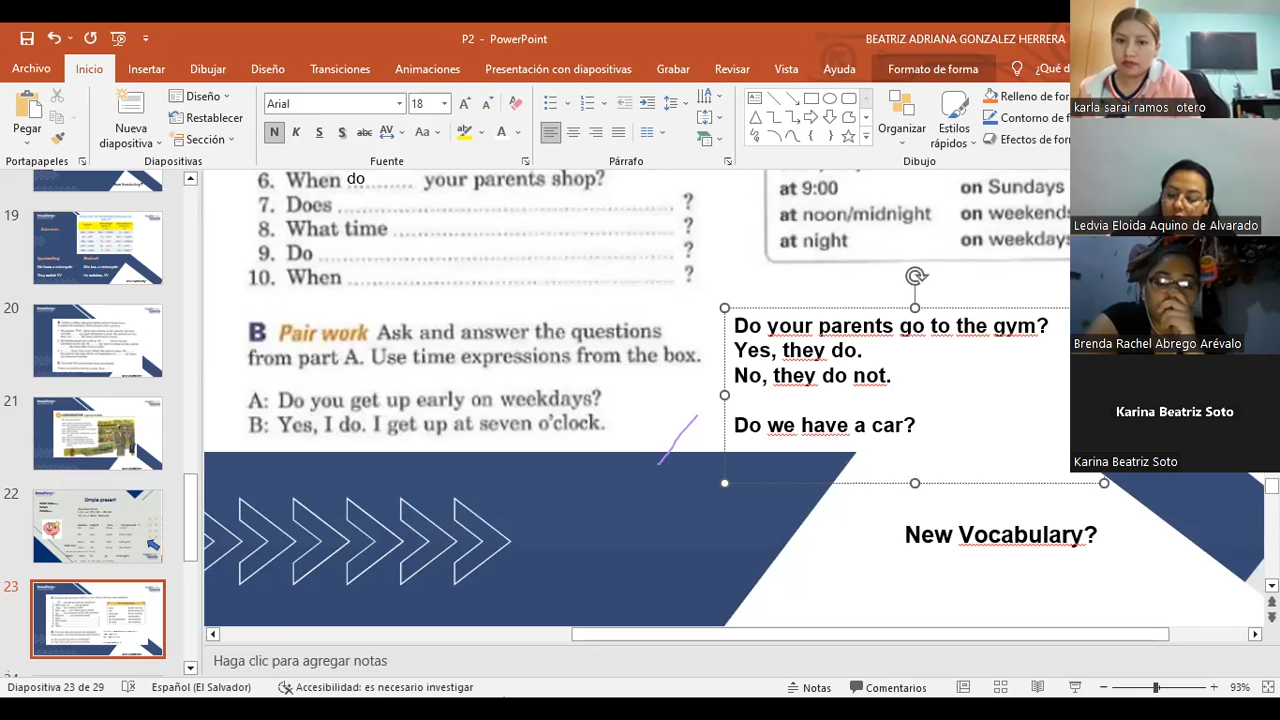 P2 - PowerPoint
BEATRIZ ADRIANA GONZALEZ HERRERA
Archivo
Inicio
Insertar
Dibujar
Diseño
Transiciones
Animaciones
Presentación con diapositivas
Grabar
Revisar
Vista
Ayuda
Formato de forma
¿Qué d
Pegar
Nueva
diapositiva
Diseño
Restablecer
Sección
Arial
18
N
K
S
S
abc
AV
Aa
A
Organizar
Estilos
rápidos
Relleno de for
Contorno de f
Efectos de for
Portapapeles
Diapositivas
Fuente
Párrafo
Dibujo
19
20
21
22
23
6. When do your parents shop?
7. Does ?
8. What time ?
9. Do ?
10. When ?
at 9:00 on Sundays
at noon/midnight on weekends
at night on weekdays
B Pair work Ask and answer the questions
from part A. Use time expressions from the box.
A: Do you get up early on weekdays?
B: Yes, I do. I get up at seven o'clock.
Do your parents go to the gym?
Yes, they do.
No, they do not.
Do we have a car?
New Vocabulary?
karla sarai ramos otero
Ledvia Eloida Aquino de Alvarado
Brenda Rachel Abrego Arévalo
Karina Beatriz Soto
Karina Beatriz Soto
Haga clic para agregar notas
Diapositiva 23 de 29
Español (El Salvador)
Accesibilidad: es necesario investigar
Notas
Comentarios
93%